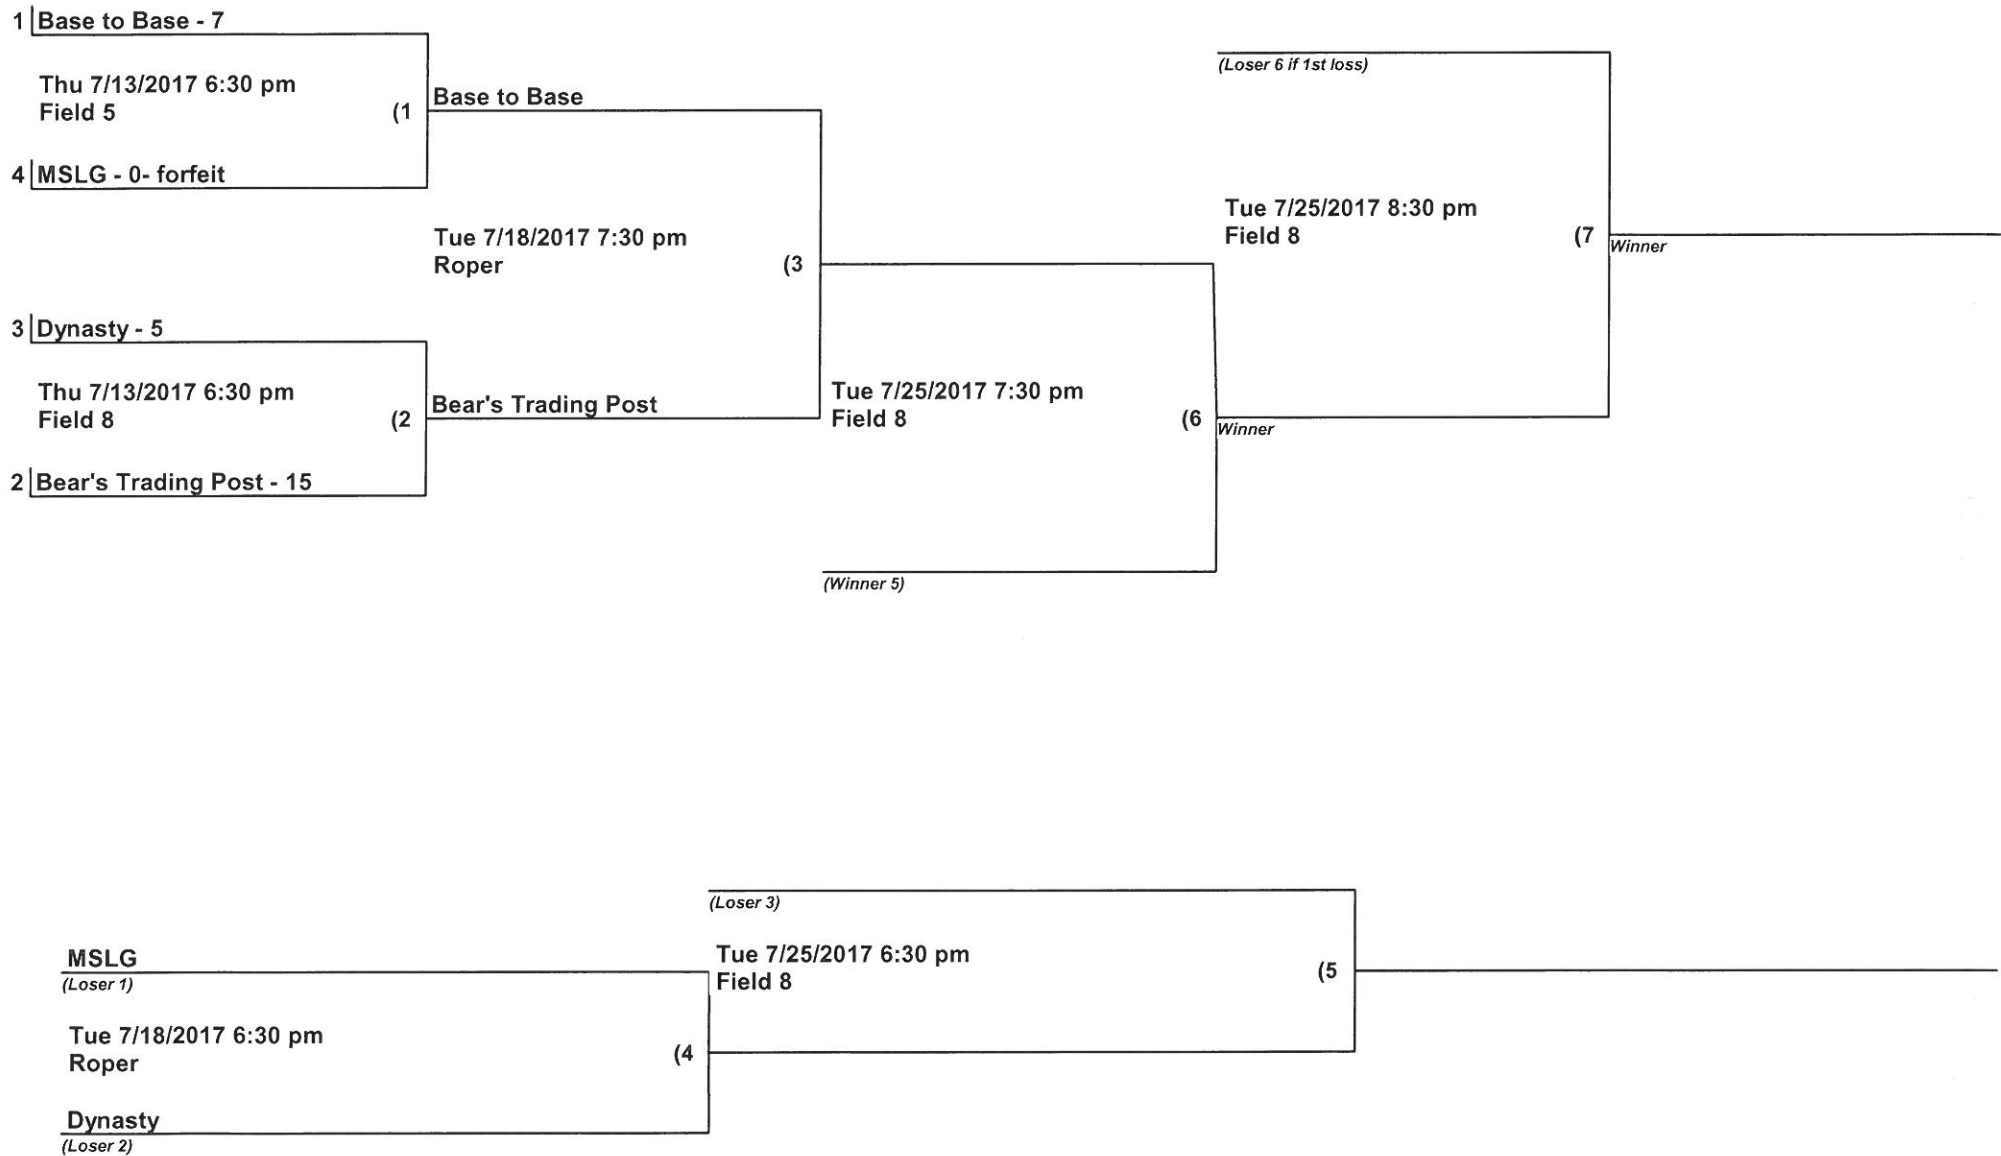 1 Base to Base - 7
Thu 7/13/2017 6:30 pm
Field 5
(1
4 MSLG - 0- forfeit
Base to Base
Tue 7/18/2017 7:30 pm
Roper
(3
3 Dynasty - 5
Thu 7/13/2017 6:30 pm
Field 8
(2
2 Bear's Trading Post - 15
Bear's Trading Post
Tue 7/25/2017 7:30 pm
Field 8
(6
(Winner 5)
(Loser 6 if 1st loss)
Tue 7/25/2017 8:30 pm
Field 8
(7
Winner
Winner
(Loser 3)
MSLG
(Loser 1)
Tue 7/18/2017 6:30 pm
Roper
(4
Dynasty
(Loser 2)
Tue 7/25/2017 6:30 pm
Field 8
(5